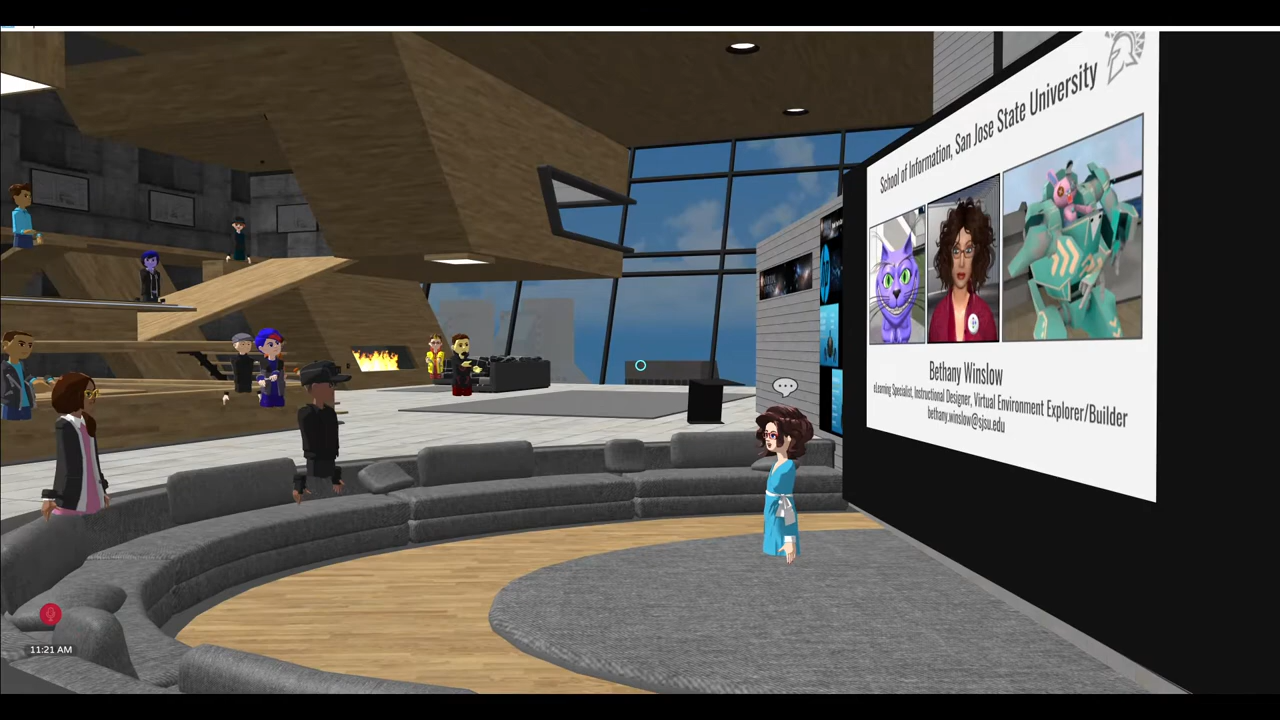 School of Information, San Jose State University
Bethany Winslow
eLearning Specialist, Instructional Designer, Virtual Environment Explorer/Builder
bethany.winslow@sjsu.edu
11:21 AM